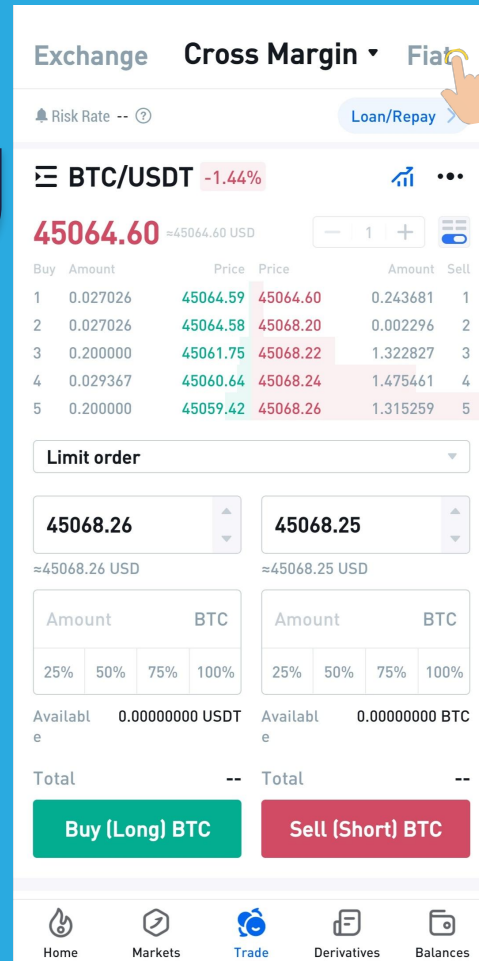 Exchange Cross Margin Fiat
Risk Rate -- ? Loan/Repay
BTC/USDT -1.44%
45064.60 ≈45064.60 USD 1
Buy Amount Price Price Amount Sell
1 0.027026 45064.59 45064.60 0.243681 1
2 0.027026 45064.58 45068.20 0.002296 2
3 0.200000 45061.75 45068.22 1.322827 3
4 0.029367 45060.64 45068.24 1.475461 4
5 0.200000 45059.42 45068.26 1.315259 5
Limit order
45068.26 45068.25
≈45068.26 USD ≈45068.25 USD
Amount BTC Amount BTC
25% 50% 75% 100% 25% 50% 75% 100%
Availabl 0.00000000 USDT Availabl 0.00000000 BTC
e e
Total -- Total --
Buy (Long) BTC Sell (Short) BTC
Home Markets Trade Derivatives Balances